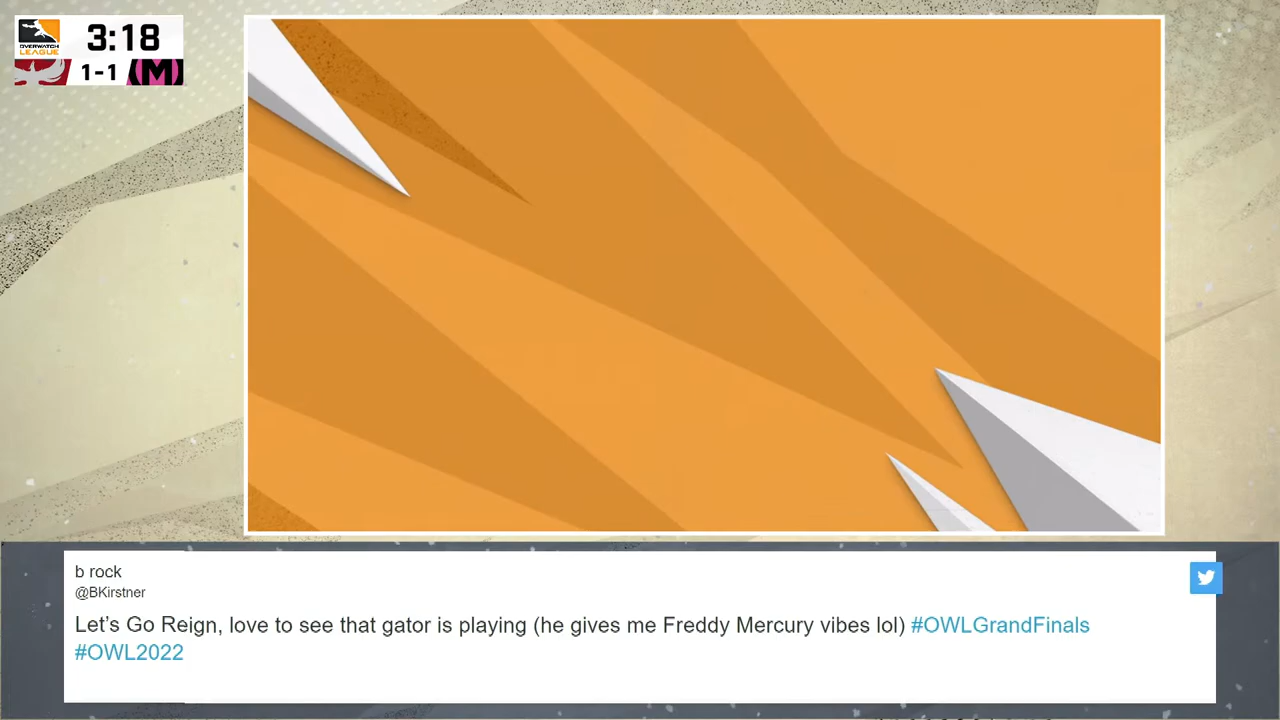 OVERWATCH
LEAGUE
3:18
1-1
(M)
b rock
@BKirstner
Let’s Go Reign, love to see that gator is playing (he gives me Freddy Mercury vibes lol) #OWLGrandFinals
#OWL2022